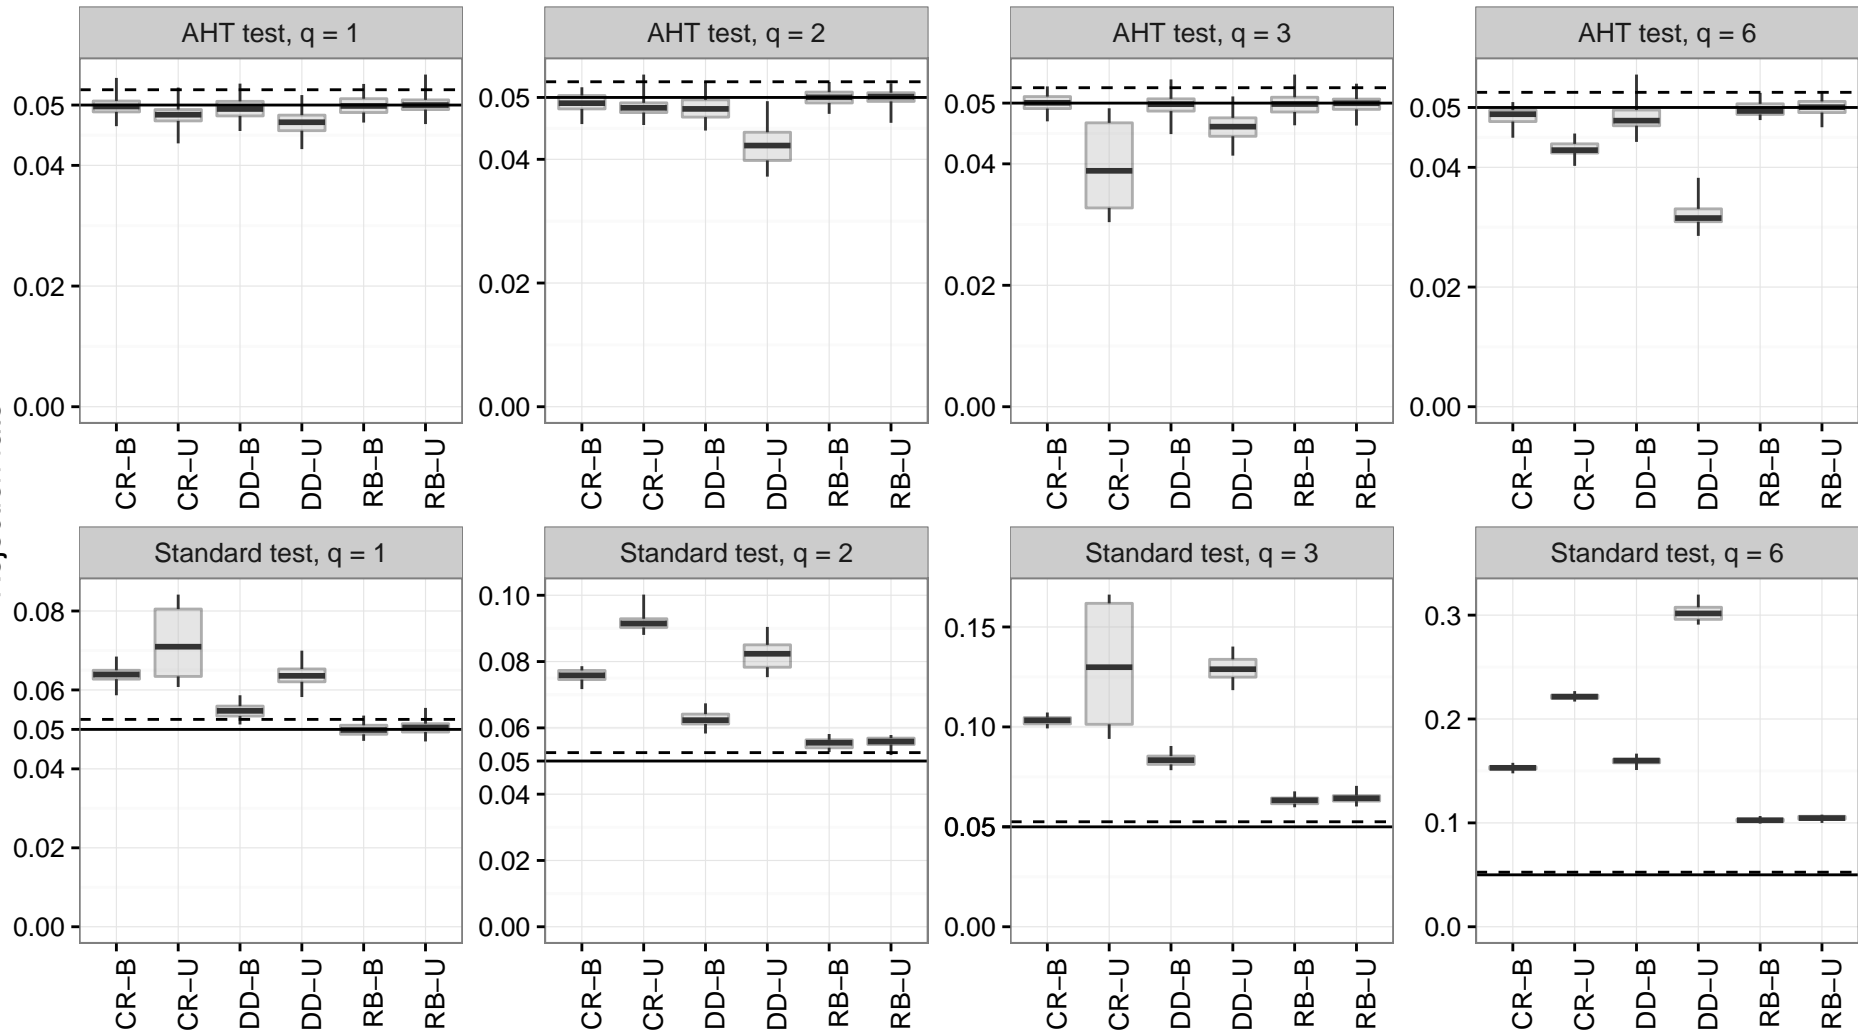 AHT test, q = 1
AHT test, q = 2
AHT test, q = 3
AHT test, q = 6
0.05
0.04
0.02
0.00
0.05
0.04
0.02
0.00
0.05
0.04
0.02
0.00
0.05
0.04
0.02
0.00
CR−B
CR−U
DD−B
DD−U
RB−B
RB−U
CR−B
CR−U
DD−B
DD−U
RB−B
RB−U
CR−B
CR−U
DD−B
DD−U
RB−B
RB−U
CR−B
CR−U
DD−B
DD−U
RB−B
RB−U
Standard test, q = 1
Standard test, q = 2
Standard test, q = 3
Standard test, q = 6
0.08
0.06
0.05
0.04
0.02
0.00
0.10
0.08
0.06
0.05
0.04
0.02
0.00
0.15
0.10
0.05
0.00
0.3
0.2
0.1
0.0
CR−B
CR−U
DD−B
DD−U
RB−B
RB−U
CR−B
CR−U
DD−B
DD−U
RB−B
RB−U
CR−B
CR−U
DD−B
DD−U
RB−B
RB−U
CR−B
CR−U
DD−B
DD−U
RB−B
RB−U